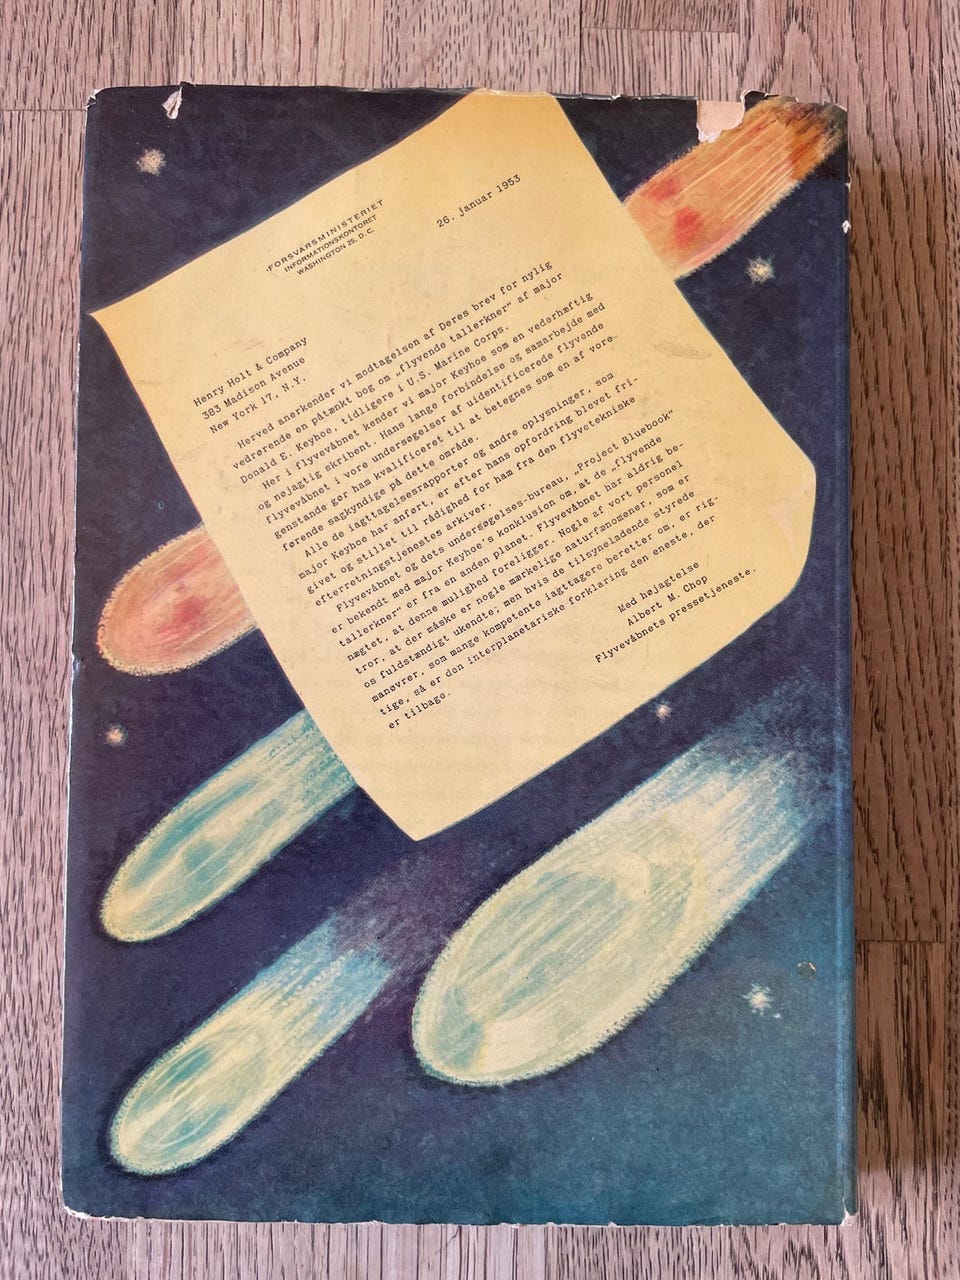 FORSVARSMINISTERIET
INFORMATIONSKONTORET
WASHINGTON 25. D.C.
26. januar 1953
Henry Holt & Company
383 Madison Avenue
New York 17, N.Y.
Herved anerkender vi modtagelsen af Deres brev for nylig
vedrørende en påtænkt bog om „flyvende tallerkner" af major
Donald E. Keyhoe, tidligere i U.S. Marine Corps.
Her i flyvevåbnet kender vi major Keyhoe som en vederhæftig
og nøjagtig skribent. Hans lange forbindelse og samarbejde med
flyvevåbnet i vore undersøgelser af uidentificerede flyvende
genstande gør ham kvalificeret til at betegnes som en af vore
førende sagkyndige på dette område.
Alle de iagttagelsesrapporter og andre oplysninger, som
major Keyhoe har anført, er efter hans opfordring blevet fri-
givet og stillet til rådighed for ham fra den flyvetekniske
efterretningstjenestes arkiver.
Flyvevåbnet og dets undersøgelses-bureau, „Project Bluebook"
er bekendt med major Keyhoe's konklusion om, at de „flyvende
tallerkner" er fra en anden planet. Flyvevåbnet har aldrig be-
nægtet, at denne mulighed foreligger. Nogle af vort personel
tror, at der måske er nogle mærkelige naturfænomener, som er
os fuldstændigt ukendte; men hvis de tilsyneladende styrede
manøvrer, som mange kompetente iagttagere beretter om, er rig-
tige, så er den interplanetariske forklaring den eneste, der
er tilbage.
Med højagtelse
Albert M. Chop
Flyvevåbnets pressetjeneste.